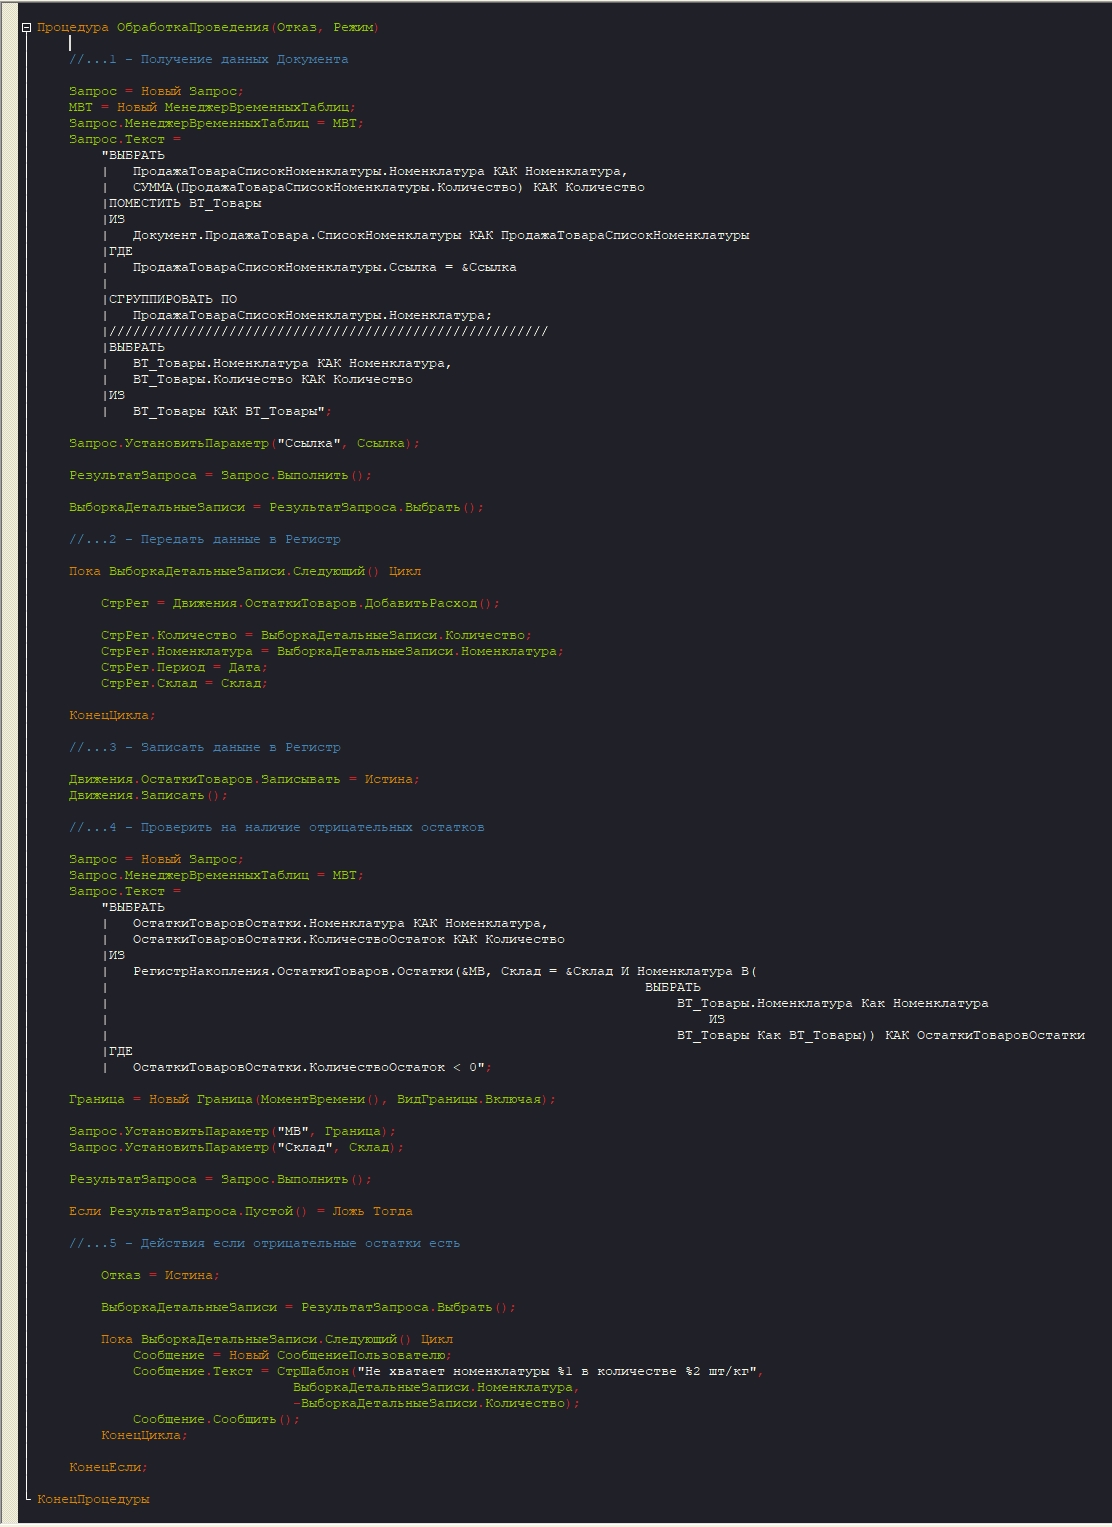 Процедура ОбработкаПроведения(Отказ, Режим)
//...1 - Получение данных Документа
Запрос = Новый Запрос;
МВТ = Новый МенеджерВременныхТаблиц;
Запрос.МенеджерВременныхТаблиц = МВТ;
Запрос.Текст =
"ВЫБРАТЬ
| ПродажаТовараСписокНоменклатуры.Номенклатура КАК Номенклатура,
| СУММА(ПродажаТовараСписокНоменклатуры.Количество) КАК Количество
|ПОМЕСТИТЬ ВТ_Товары
|ИЗ
| Документ.ПродажаТовара.СписокНоменклатуры КАК ПродажаТовараСписокНоменклатуры
|ГДЕ
| ПродажаТовараСписокНоменклатуры.Ссылка = &Ссылка
|
|СГРУППИРОВАТЬ ПО
| ПродажаТовараСписокНоменклатуры.Номенклатура;
|///////////////////////////////////////////////////////
|ВЫБРАТЬ
| ВТ_Товары.Номенклатура КАК Номенклатура,
| ВТ_Товары.Количество КАК Количество
|ИЗ
| ВТ_Товары КАК ВТ_Товары";
Запрос.УстановитьПараметр("Ссылка", Ссылка);
РезультатЗапроса = Запрос.Выполнить();
ВыборкаДетальныеЗаписи = РезультатЗапроса.Выбрать();
//...2 - Передать данные в Регистр
Пока ВыборкаДетальныеЗаписи.Следующий() Цикл
СтрРег = Движения.ОстаткиТоваров.ДобавитьРасход();
СтрРег.Количество = ВыборкаДетальныеЗаписи.Количество;
СтрРег.Номенклатура = ВыборкаДетальныеЗаписи.Номенклатура;
СтрРег.Период = Дата;
СтрРег.Склад = Склад;
КонецЦикла;
//...3 - Записать даныне в Регистр
Движения.ОстаткиТоваров.Записывать = Истина;
Движения.Записать();
//...4 - Проверить на наличие отрицательных остатков
Запрос = Новый Запрос;
Запрос.МенеджерВременныхТаблиц = МВТ;
Запрос.Текст =
"ВЫБРАТЬ
| ОстаткиТоваровОстатки.Номенклатура КАК Номенклатура,
| ОстаткиТоваровОстатки.КоличествоОстаток КАК Количество
|ИЗ
| РегистрНакопления.ОстаткиТоваров.Остатки(&МВ, Склад = &Склад И Номенклатура В(
| ВЫБРАТЬ
| ВТ_Товары.Номенклатура Как Номенклатура
| ИЗ
| ВТ_Товары Как ВТ_Товары)) КАК ОстаткиТоваровОстатки
|ГДЕ
| ОстаткиТоваровОстатки.КоличествоОстаток < 0";
Граница = Новый Граница(МоментВремени(), ВидГраницы.Включая);
Запрос.УстановитьПараметр("МВ", Граница);
Запрос.УстановитьПараметр("Склад", Склад);
РезультатЗапроса = Запрос.Выполнить();
Если РезультатЗапроса.Пустой() = Ложь Тогда
//...5 - Действия если отрицательные остатки есть
Отказ = Истина;
ВыборкаДетальныеЗаписи = РезультатЗапроса.Выбрать();
Пока ВыборкаДетальныеЗаписи.Следующий() Цикл
Сообщение = Новый СообщениеПользователю;
Сообщение.Текст = СтрШаблон("Не хватает номенклатуры %1 в количестве %2 шт/кг",
ВыборкаДетальныеЗаписи.Номенклатура,
-ВыборкаДетальныеЗаписи.Количество);
Сообщение.Сообщить();
КонецЦикла;
КонецЕсли;
КонецПроцедуры